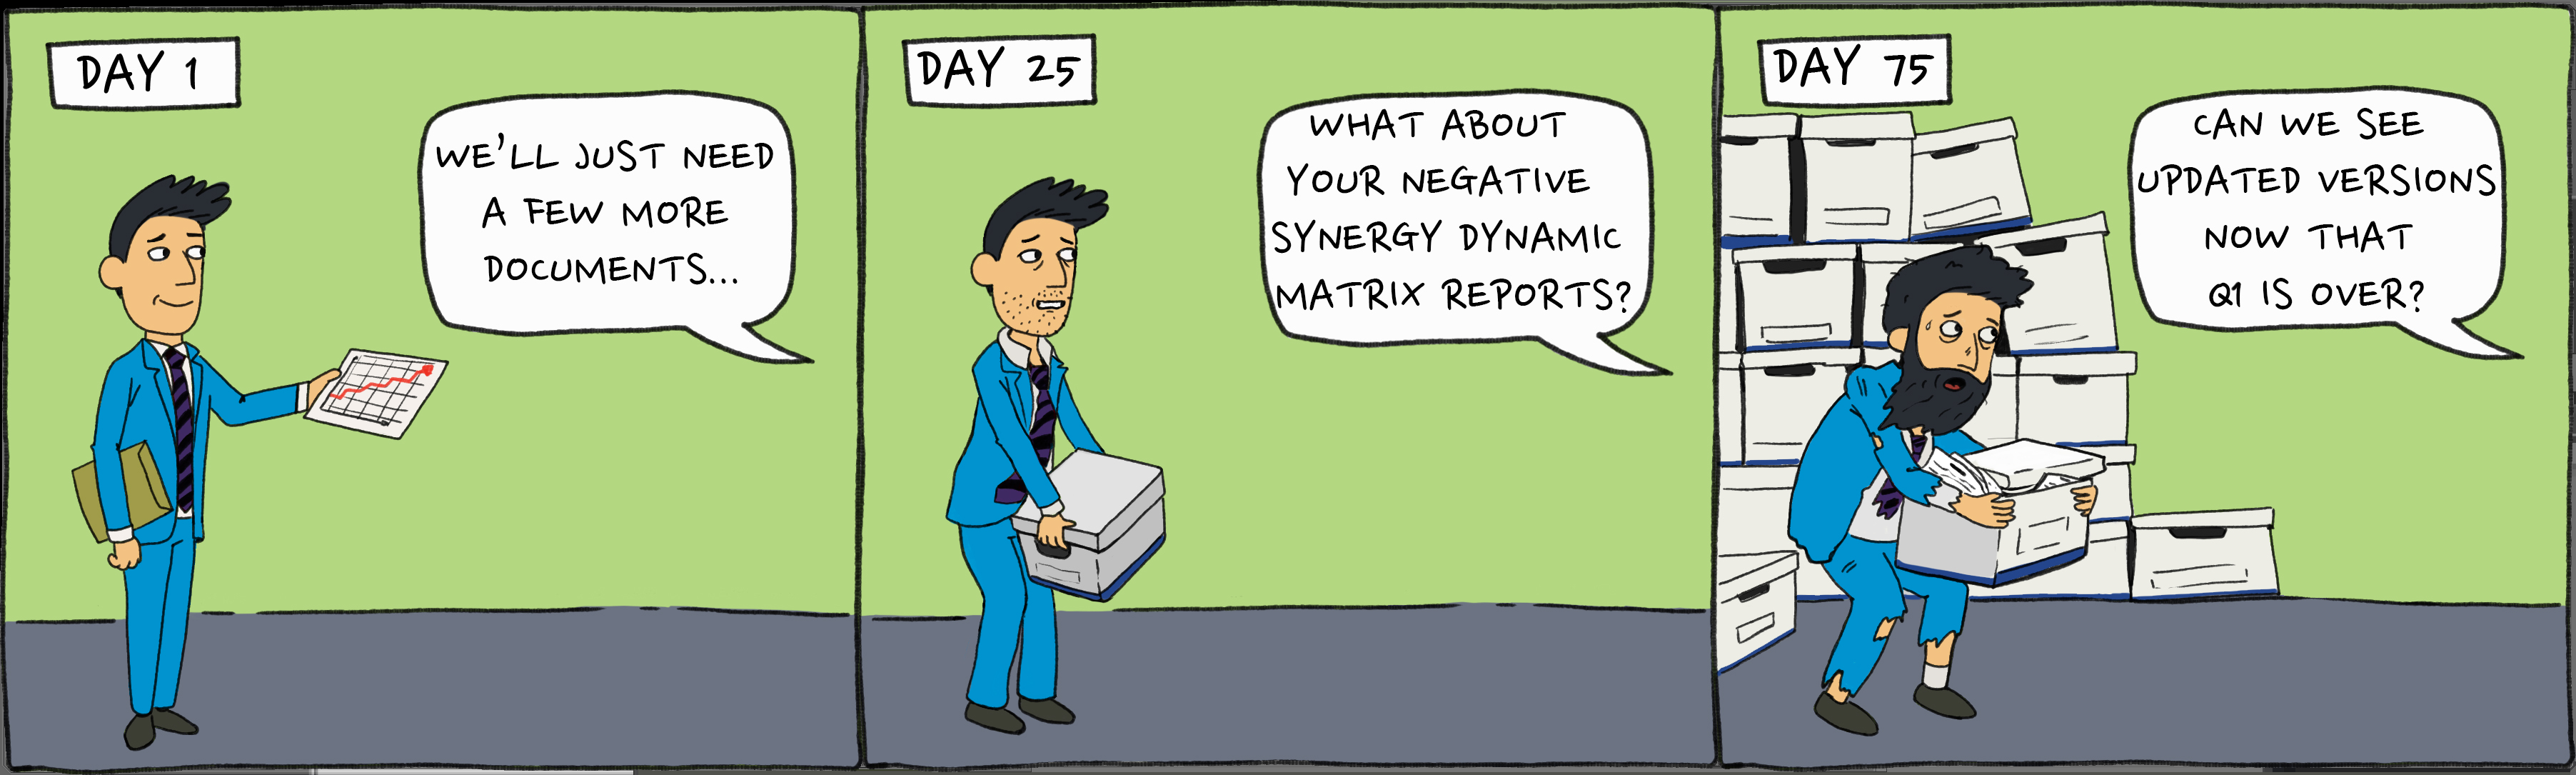 DAY 1
WE'LL JUST NEED
A FEW MORE
DOCUMENTS...
DAY 25
WHAT ABOUT
YOUR NEGATIVE
SYNERGY DYNAMIC
MATRIX REPORTS?
DAY 75
CAN WE SEE
UPDATED VERSIONS
NOW THAT
Q1 IS OVER?